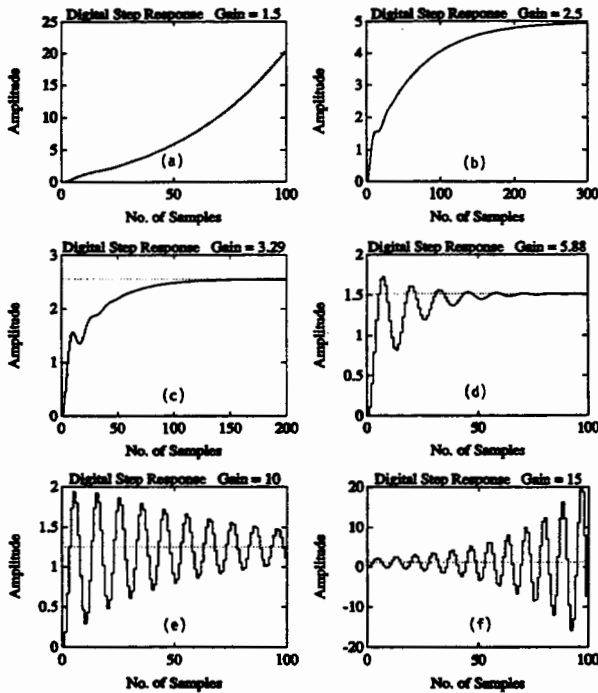 Digital Step Response Gain = 1.5
25
20
15
10
5
0
0 50 100
Amplitude
No. of Samples
(a)
Digital Step Response Gain = 2.5
5
4
3
2
1
0
0 100 200 300
Amplitude
No. of Samples
(b)
Digital Step Response Gain = 3.29
3
2
1
0
0 50 100 150 200
Amplitude
No. of Samples
(c)
Digital Step Response Gain = 5.88
2
1.5
1
0.5
0
0 50 100
Amplitude
No. of Samples
(d)
Digital Step Response Gain = 10
2
1.5
1
0.5
0
0 50 100
Amplitude
No. of Samples
(e)
Digital Step Response Gain = 15
20
10
0
-10
-20
0 50 100
Amplitude
No. of Samples
(f)